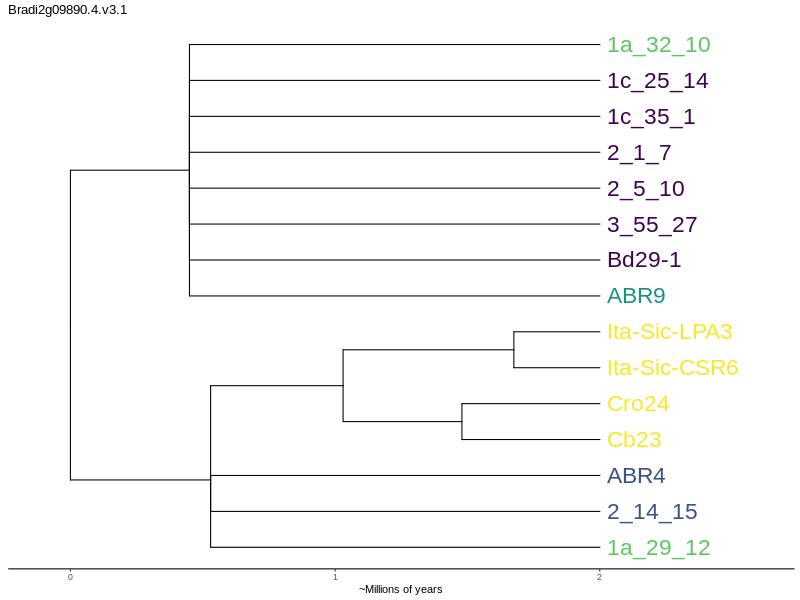 Bradi2g09890.4.v3.1
1a_32_10
1c_25_14
1c_35_1
2_1_7
2_5_10
3_55_27
Bd29-1
ABR9
Ita-Sic-LPA3
Ita-Sic-CSR6
Cro24
Cb23
ABR4
2_14_15
1a_29_12
0 1 2
~Millions of years